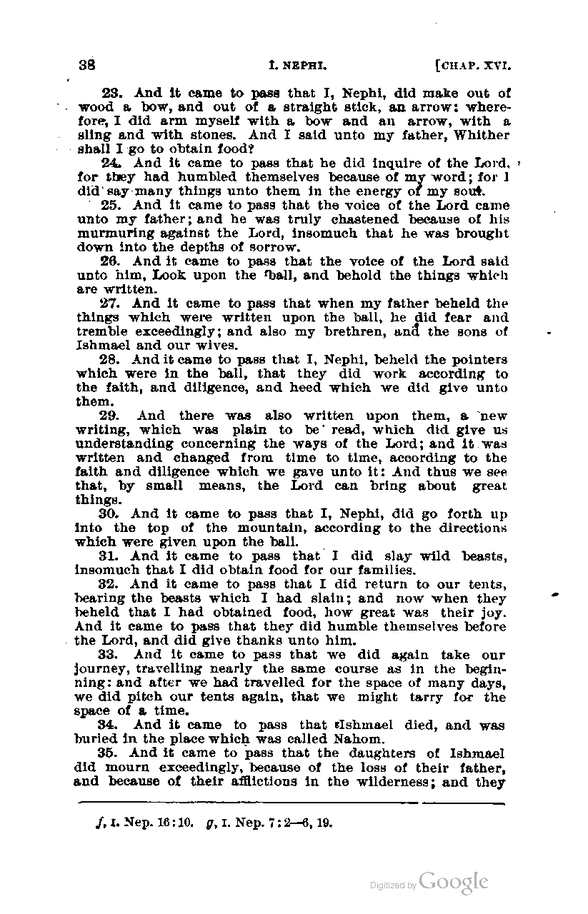 38 I. NEPHI. [CHAP. XVI.
23. And it came to pass that I, Nephi, did make out of
wood a bow, and out of a straight stick, an arrow: where-
fore, I did arm myself with a bow and an arrow, with a
sling and with stones. And I said unto my father, Whither
shall I go to obtain food?
24. And it came to pass that he did inquire of the Lord,
for they had humbled themselves because of my word; for I
did say many things unto them in the energy of my soul.
25. And it came to pass that the voice of the Lord came
unto my father; and he was truly chastened because of his
murmuring against the Lord, insomuch that he was brought
down into the depths of sorrow.
26. And it came to pass that the voice of the Lord said
unto him, Look upon the fball, and behold the things which
are written.
27. And it came to pass that when my father beheld the
things which were written upon the ball, he did fear and
tremble exceedingly; and also my brethren, and the sons of
Ishmael and our wives.
28. And it came to pass that I, Nephi, beheld the pointers
which were in the ball, that they did work according to
the faith, and diligence, and heed which we did give unto
them.
29. And there was also written upon them, a new
writing, which was plain to be read, which did give us
understanding concerning the ways of the Lord; and it was
written and changed from time to time, according to the
faith and diligence which we gave unto it: And thus we see
that, by small means, the Lord can bring about great
things.
30. And it came to pass that I, Nephi, did go forth up
into the top of the mountain, according to the directions
which were given upon the ball.
31. And it came to pass that I did slay wild beasts,
insomuch that I did obtain food for our families.
32. And it came to pass that I did return to our tents,
bearing the beasts which I had slain; and now when they
beheld that I had obtained food, how great was their joy.
And it came to pass that they did humble themselves before
the Lord, and did give thanks unto him.
33. And it came to pass that we did again take our
journey, travelling nearly the same course as in the begin-
ning: and after we had travelled for the space of many days,
we did pitch our tents again, that we might tarry for the
space of a time.
34. And it came to pass that gIshmael died, and was
buried in the place which was called Nahom.
35. And it came to pass that the daughters of Ishmael
did mourn exceedingly, because of the loss of their father,
and because of their afflictions in the wilderness; and they
f, I. Nep. 16:10. g, I. Nep. 7:2—6, 19.
Digitized by Google